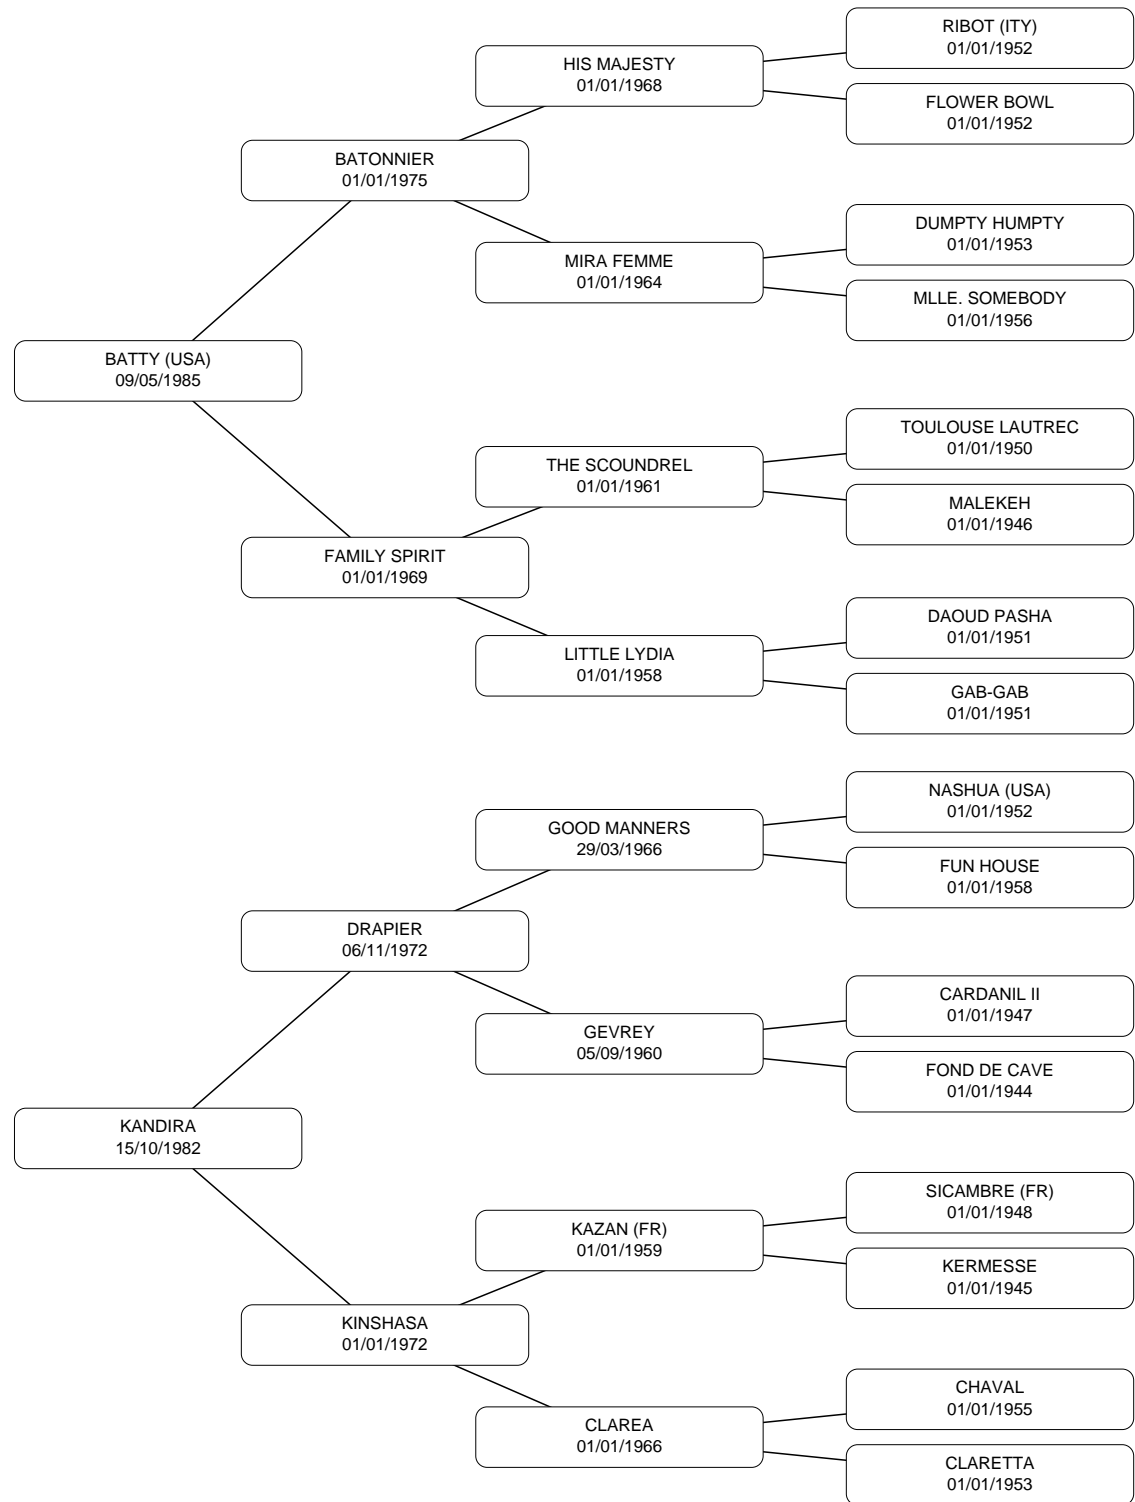 RIBOT (ITY)
01/01/1952
HIS MAJESTY
01/01/1968
FLOWER BOWL
01/01/1952
BATONNIER
01/01/1975
DUMPTY HUMPTY
01/01/1953
MIRA FEMME
01/01/1964
MLLE. SOMEBODY
01/01/1956
BATTY (USA)
09/05/1985
TOULOUSE LAUTREC
01/01/1950
THE SCOUNDREL
01/01/1961
MALEKEH
01/01/1946
FAMILY SPIRIT
01/01/1969
DAOUD PASHA
01/01/1951
LITTLE LYDIA
01/01/1958
GAB-GAB
01/01/1951
NASHUA (USA)
01/01/1952
GOOD MANNERS
29/03/1966
FUN HOUSE
01/01/1958
DRAPIER
06/11/1972
CARDANIL II
01/01/1947
GEVREY
05/09/1960
FOND DE CAVE
01/01/1944
KANDIRA
15/10/1982
SICAMBRE (FR)
01/01/1948
KAZAN (FR)
01/01/1959
KERMESSE
01/01/1945
KINSHASA
01/01/1972
CHAVAL
01/01/1955
CLAREA
01/01/1966
CLARETTA
01/01/1953